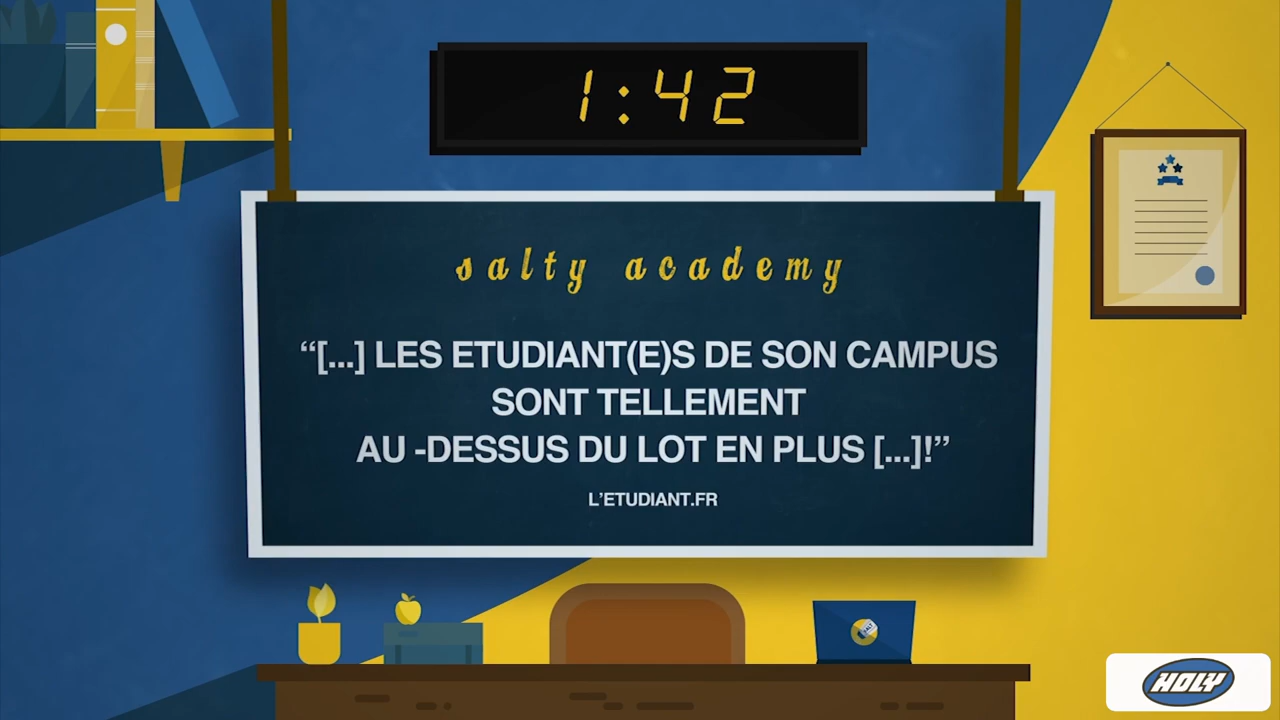 1:42
salty academy
“[...] LES ETUDIANT(E)S DE SON CAMPUS
SONT TELLEMENT
AU -DESSUS DU LOT EN PLUS [...]!”
L’ETUDIANT.FR
HOLY